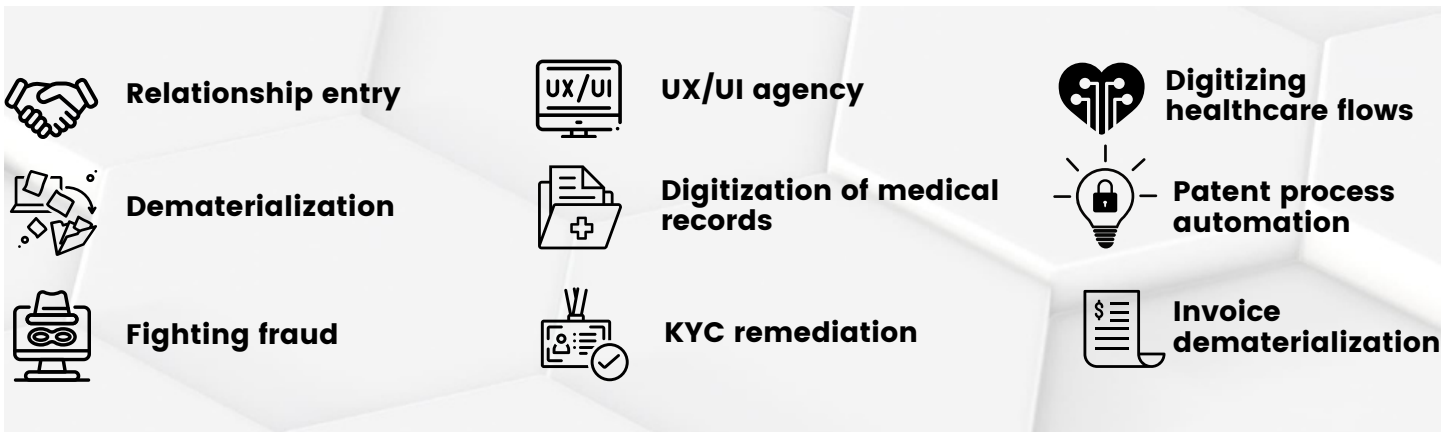 Relationship entry
UX/UI
UX/UI agency
Digitizing
healthcare flows
Dematerialization
Digitization of medical
records
Patent process
automation
Fighting fraud
KYC remediation
$
Invoice
dematerialization